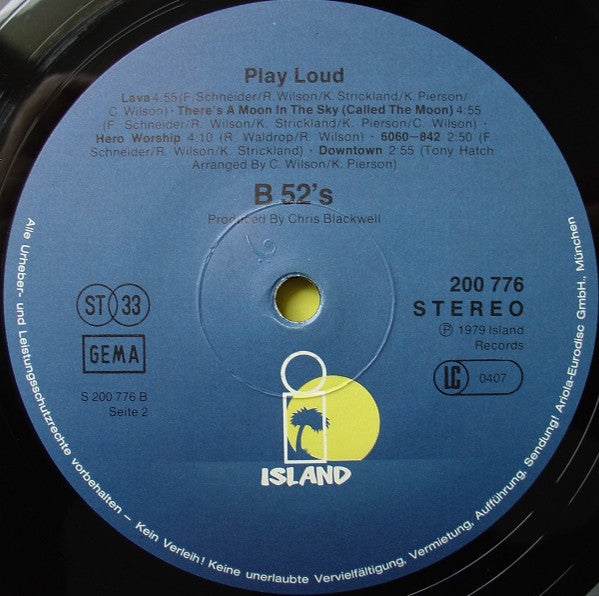 Play Loud
Lava 4:55 (F. Schneider/R. Wilson/K. Strickland/K. Pierson/
C. Wilson) · There's A Moon In The Sky (Called The Moon) 4:55
(F. Schneider/R. Wilson/K. Strickland/K. Pierson/C. Wilson) ·
Hero Worship 4:10 (R. Waldrop/R. Wilson) · 6060-842 2:50 (F.
Schneider/R. Wilson/K. Strickland) · Downtown 2:55 (Tony Hatch
Arranged By C. Wilson/K. Pierson)
B 52's
Produced By Chris Blackwell
ST 33
GEMA
S 200 776 B
Seite 2
200 776
STEREO
Ⓟ 1979 Island
Records
LC 0407
ISLAND
Alle Urheber- und Leistungsschutzrechte vorbehalten – Kein Verleih! Keine unerlaubte Vervielfältigung, Vermietung, Aufführung, Sendung! Ariola-Eurodisc GmbH., München